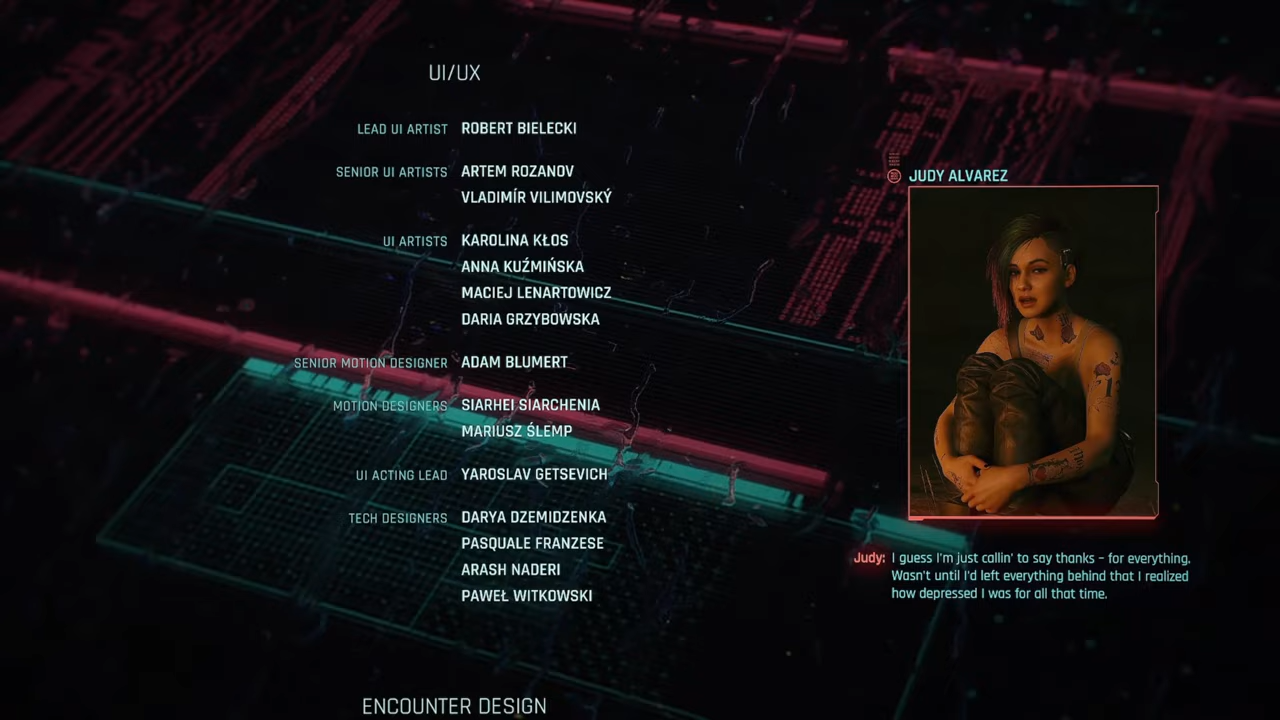 UI/UX
LEAD UI ARTIST ROBERT BIELECKI
SENIOR UI ARTISTS ARTEM ROZANOV
VLADIMÍR VILIMOVSKÝ
UI ARTISTS KAROLINA KŁOS
ANNA KUŹMIŃSKA
MACIEJ LENARTOWICZ
DARIA GRZYBOWSKA
SENIOR MOTION DESIGNER ADAM BLUMERT
MOTION DESIGNERS SIARHEI SIARCHENIA
MARIUSZ ŚLEMP
UI ACTING LEAD YAROSLAV GETSEVICH
TECH DESIGNERS DARYA DZEMIDZENKA
PASQUALE FRANZESE
ARASH NADERI
PAWEŁ WITKOWSKI
ENCOUNTER DESIGN
JUDY ALVAREZ
Judy: I guess I'm just callin' to say thanks – for everything.
Wasn't until I'd left everything behind that I realized
how depressed I was for all that time.